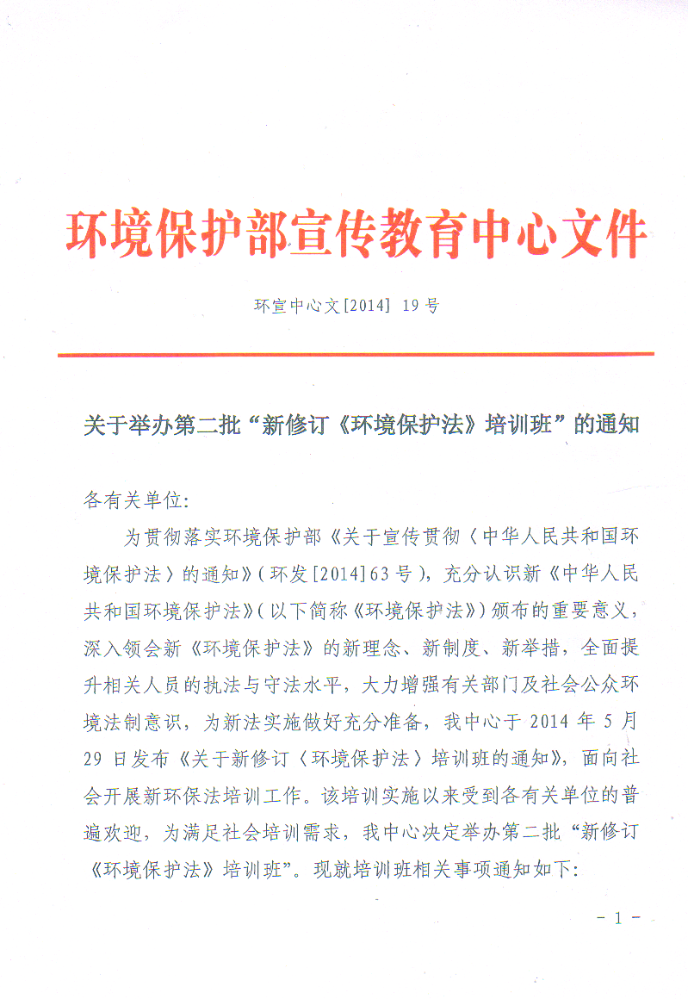 环境保护部宣传教育中心文件
环宣中心文[2014] 19 号
关于举办第二批“新修订《环境保护法》培训班”的通知
各有关单位:
为贯彻落实环境保护部《关于宣传贯彻〈中华人民共和国环
境保护法〉的通知》(环发[2014]63号),充分认识新《中华人民
共和国环境保护法》(以下简称《环境保护法》)颁布的重要意义,
深入领会新《环境保护法》的新理念、新制度、新举措,全面提
升相关人员的执法与守法水平,大力增强有关部门及社会公众环
境法制意识,为新法实施做好充分准备,我中心于 2014 年 5 月
29 日发布《关于新修订〈环境保护法〉培训班的通知》,面向社
会开展新环保法培训工作。该培训实施以来受到各有关单位的普
遍欢迎,为满足社会培训需求,我中心决定举办第二批“新修订
《环境保护法》培训班”。现就培训班相关事项通知如下:
- 1 -